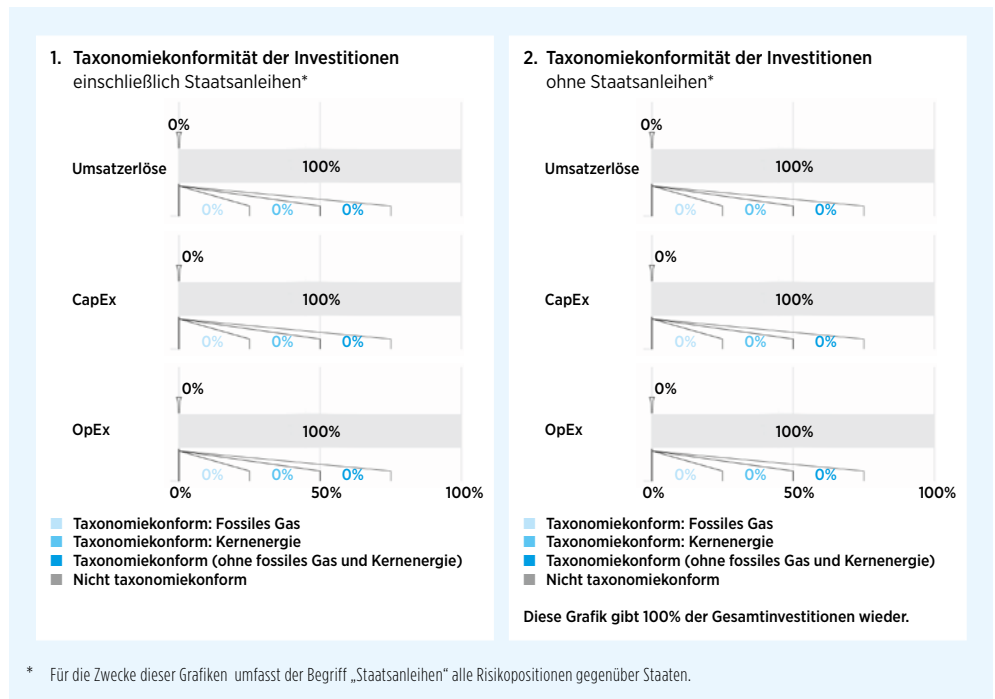 1. Taxonomiekonformität der Investitionen
einschließlich Staatsanleihen*
0%
Umsatzerlöse
100%
0% 0% 0%
0%
CapEx
100%
0% 0% 0%
0%
OpEx
100%
0% 0% 0%
0% 50% 100%
Taxonomiekonform: Fossiles Gas
Taxonomiekonform: Kernenergie
Taxonomiekonform (ohne fossiles Gas und Kernenergie)
Nicht taxonomiekonform
2. Taxonomiekonformität der Investitionen
ohne Staatsanleihen*
0%
Umsatzerlöse
100%
0% 0% 0%
0%
CapEx
100%
0% 0% 0%
0%
OpEx
100%
0% 0% 0%
0% 50% 100%
Taxonomiekonform: Fossiles Gas
Taxonomiekonform: Kernenergie
Taxonomiekonform (ohne fossiles Gas und Kernenergie)
Nicht taxonomiekonform
Diese Grafik gibt 100% der Gesamtinvestitionen wieder.
* Für die Zwecke dieser Grafiken umfasst der Begriff „Staatsanleihen“ alle Risikopositionen gegenüber Staaten.